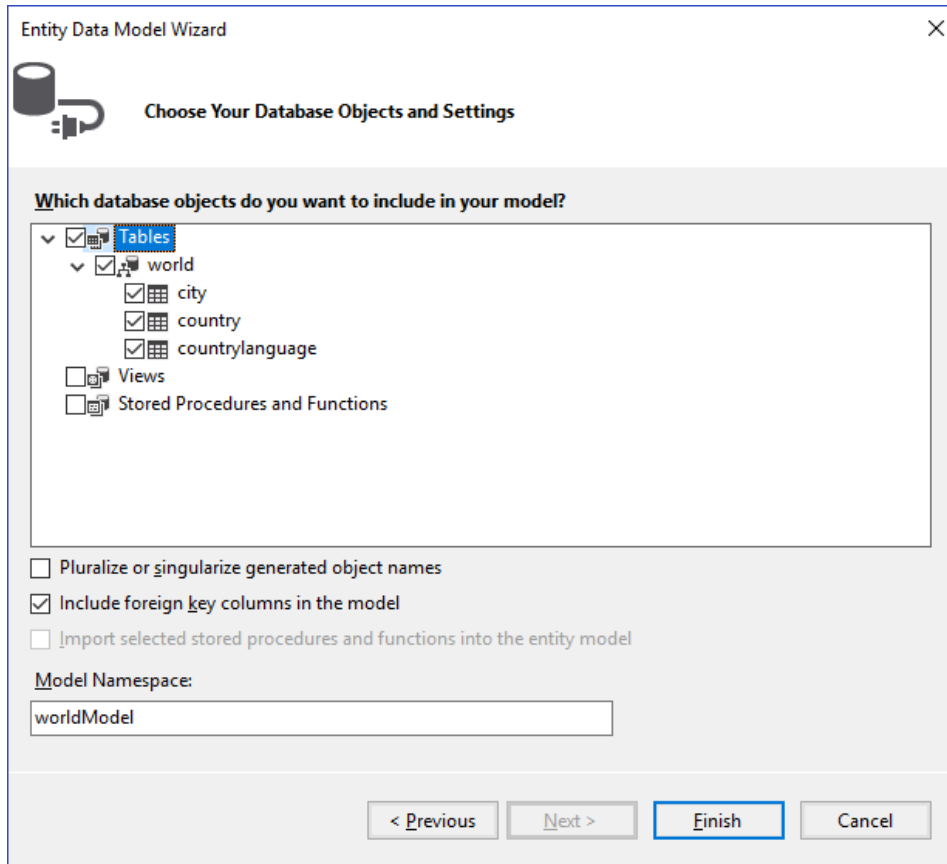 Entity Data Model Wizard
Choose Your Database Objects and Settings
Which database objects do you want to include in your model?
Tables
world
city
country
countrylanguage
Views
Stored Procedures and Functions
Pluralize or singularize generated object names
Include foreign key columns in the model
Import selected stored procedures and functions into the entity model
Model Namespace:
worldModel
< Previous Next > Finish Cancel